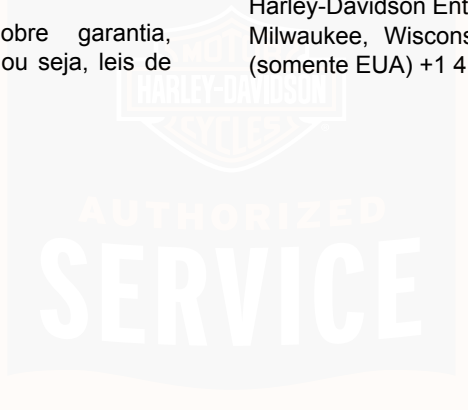 obre garantia,
ou seja, leis de
Harley-Davidson Ent
Milwaukee, Wiscons
(somente EUA) +1 4
MOTOR
HARLEY-DAVIDSON
CYCLES
AUTHORIZED
SERVICE